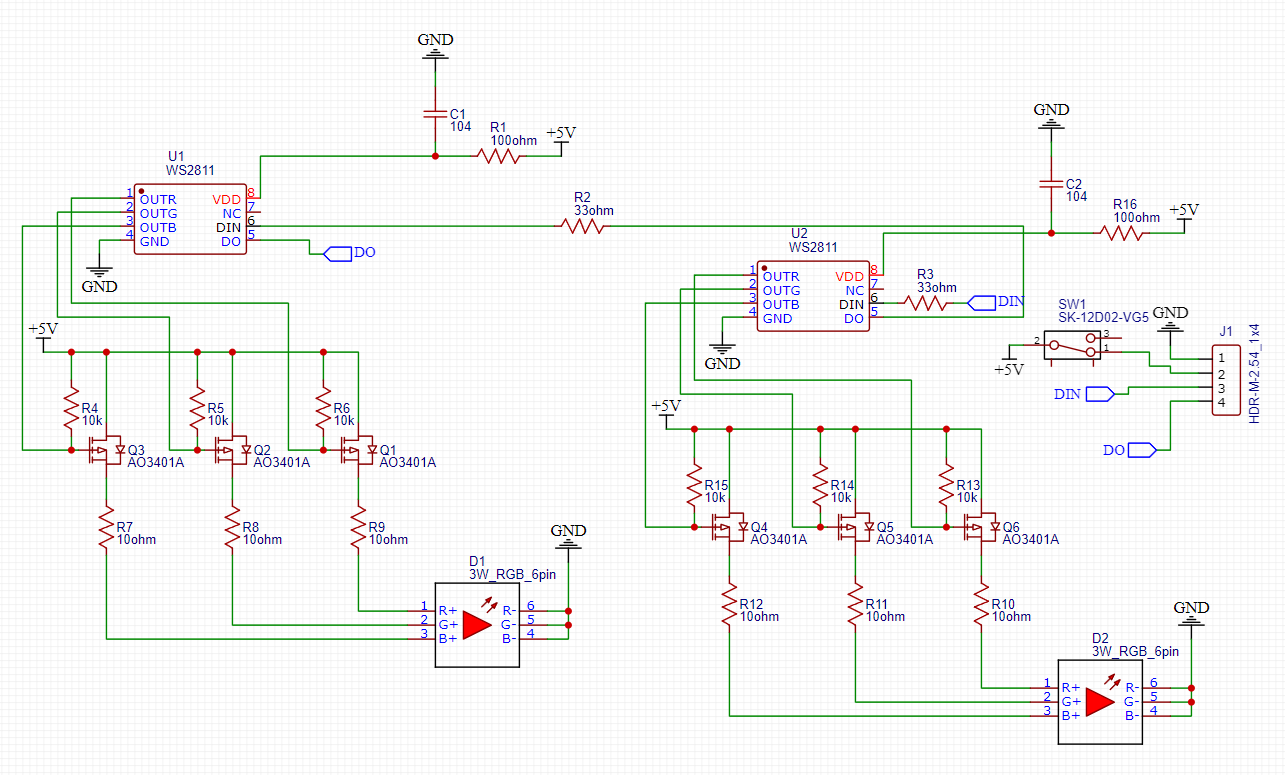 GND
C1
104
R1
100ohm
+5V
U1
WS2811
1 OUTR VDD 8
2 OUTG NC 7
3 OUTB DIN 6
4 GND DO 5
GND
DO
R2
33ohm
+5V
R4
10k
R5
10k
R6
10k
Q3
AO3401A
Q2
AO3401A
Q1
AO3401A
R7
10ohm
R8
10ohm
R9
10ohm
GND
D1
3W_RGB_6pin
1 R+ R- 6
2 G+ G- 5
3 B+ B- 4
GND
C2
104
R16
100ohm
+5V
U2
WS2811
1 OUTR VDD 8
2 OUTG NC 7
3 OUTB DIN 6
4 GND DO 5
GND
R3
33ohm
DIN
SW1
SK-12D02-VG5
2
3
1
+5V
GND
J1
HDR-M-2.54_1x4
1
2
3
4
DIN
DO
+5V
R15
10k
R14
10k
R13
10k
Q4
AO3401A
Q5
AO3401A
Q6
AO3401A
R12
10ohm
R11
10ohm
R10
10ohm
GND
D2
3W_RGB_6pin
1 R+ R- 6
2 G+ G- 5
3 B+ B- 4